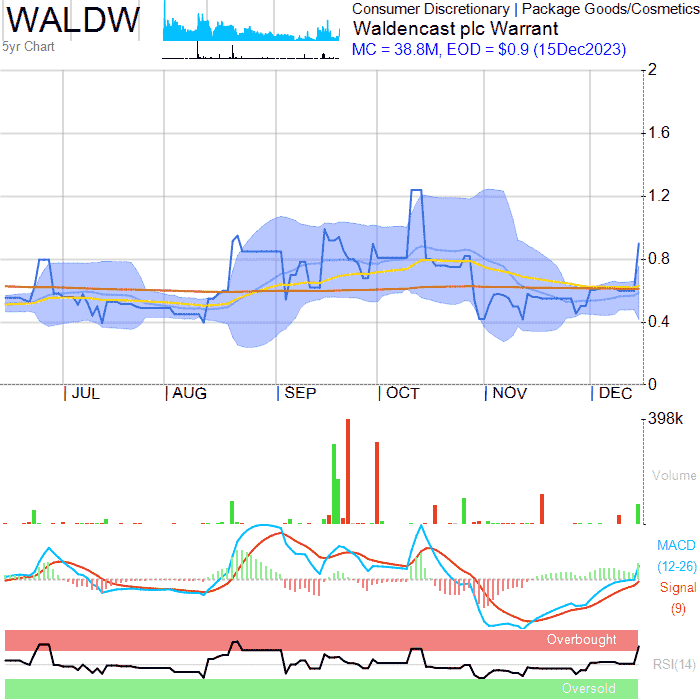 WALDW
5yr Chart
Consumer Discretionary | Package Goods/Cosmetics
Waldencast plc Warrant
MC = 38.8M, EOD = $0.9 (15Dec2023)
2
1.6
1.2
0.8
0.4
0
| JUL | AUG | SEP | OCT | NOV | DEC
398k
Volume
MACD
(12-26)
Signal
(9)
Overbought
RSI(14)
Oversold